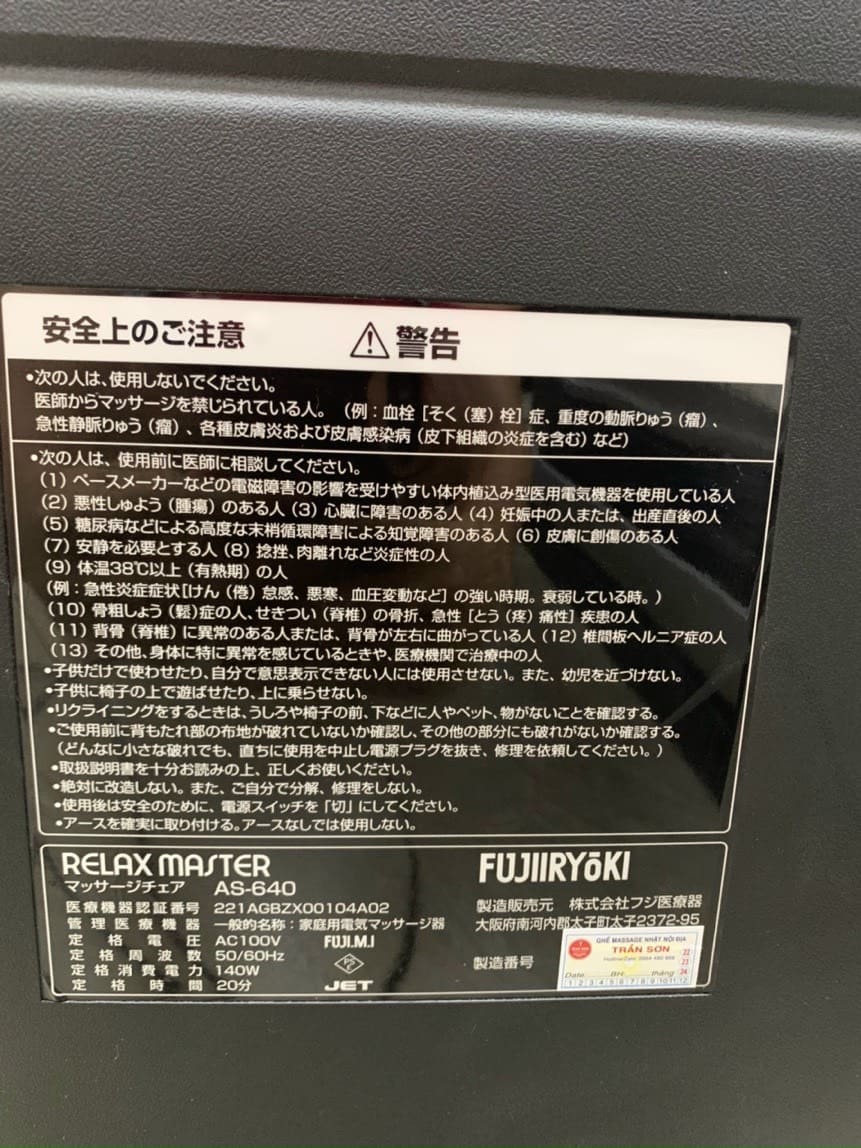 安全上のご注意 ⚠警告
•次の人は、使用しないでください。
医師からマッサージを禁じられている人。（例：血栓［そく（塞）栓］症、重度の動脈りゅう（瘤）、
急性静脈りゅう（瘤）、各種皮膚炎および皮膚感染病（皮下組織の炎症を含む）など）
•次の人は、使用前に医師に相談してください。
（1）ペースメーカーなどの電磁障害の影響を受けやすい体内植込み型医用電気機器を使用している人
（2）悪性しゅよう（腫瘍）のある人（3）心臓に障害のある人（4）妊娠中の人または、出産直後の人
（5）糖尿病などによる高度な末梢循環障害による知覚障害のある人（6）皮膚に創傷のある人
（7）安静を必要とする人（8）捻挫、肉離れなど炎症性の人
（9）体温38℃以上（有熱期）の人
（例：急性炎症症状［けん（倦）怠感、悪寒、血圧変動など］の強い時期。衰弱している時。）
（10）骨粗しょう（鬆）症の人、せきつい（脊椎）の骨折、急性［とう（疼）痛性］疾患の人
（11）背骨（脊椎）に異常のある人または、背骨が左右に曲がっている人（12）椎間板ヘルニア症の人
（13）その他、身体に特に異常を感じているときや、医療機関で治療中の人
•子供だけで使わせたり、自分で意思表示できない人には使用させない。また、幼児を近づけない。
•子供に椅子の上で遊ばせたり、上に乗らせない。
•リクライニングをするときは、うしろや椅子の前、下などに人やペット、物がないことを確認する。
•ご使用前に背もたれ部の布地が破れていないか確認し、その他の部分にも破れがないか確認する。
（どんなに小さな破れでも、直ちに使用を中止し電源プラグを抜き、修理を依頼してください。）
•取扱説明書を十分お読みの上、正しくお使いください。
•絶対に改造しない。また、ご自分で分解、修理をしない。
•使用後は安全のために、電源スイッチを「切」にしてください。
•アースを確実に取り付ける。アースなしでは使用しない。
RELAX MASTER
マッサージチェア AS-640
医療機器認証番号 221AGBZX00104A02
管理医療機器 一般的名称：家庭用電気マッサージ器
定格電圧 AC100V FUJI.M.I
定格周波数 50/60Hz
定格消費電力 140W
定格時間 20分
PS E
JET
FUJIIRYōKI
製造販売元 株式会社フジ医療器
大阪府南河内郡太子町太子2372-95
製造番号
GHẾ MASSAGE NHẬT NỘI ĐỊA
TRẦN SƠN
Date BH tháng
22
23
24
1 2 3 4 5 6 7 8 9 10 11 12